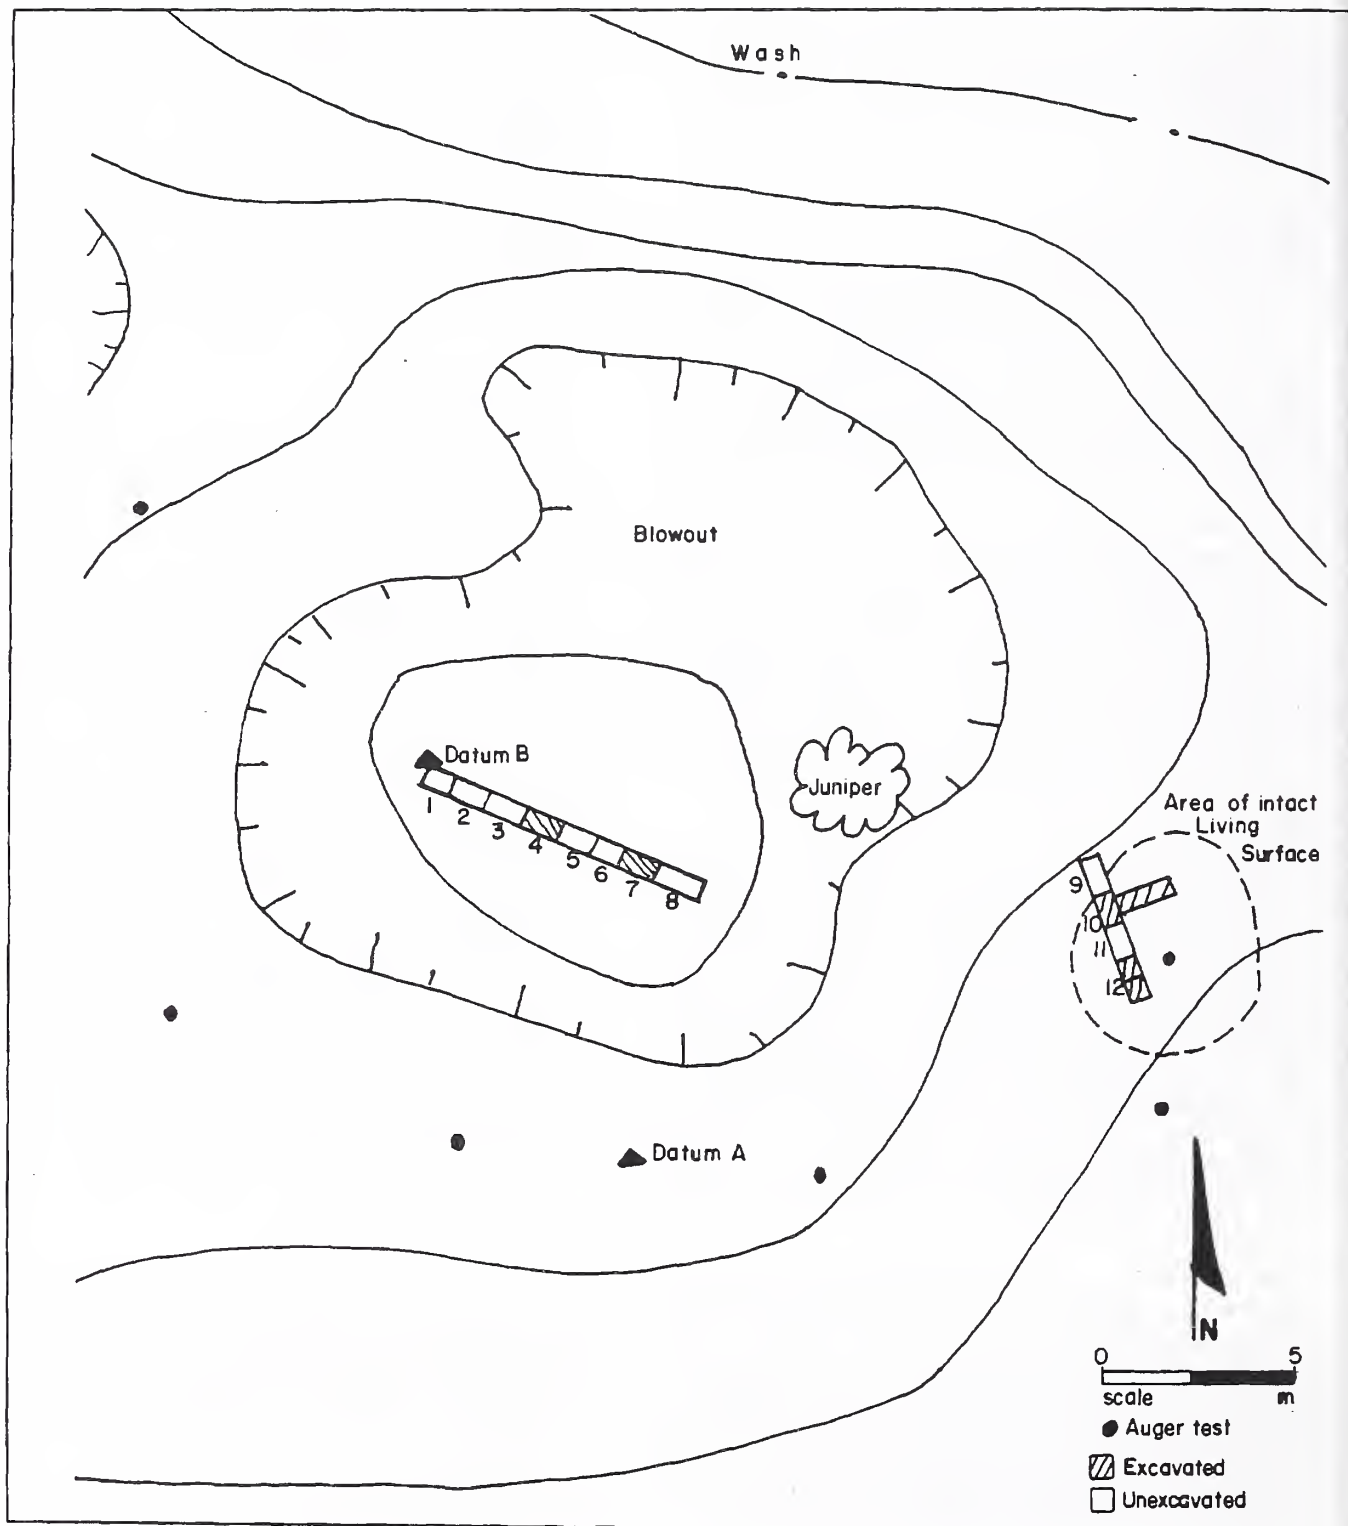 Wash
Blowout
Datum B
1 2 3 4 5 6 7 8
Juniper
Area of intact
Living
Surface
9
10
11
12
Datum A
N
0 5
scale m
Auger test
Excavated
Unexcavated